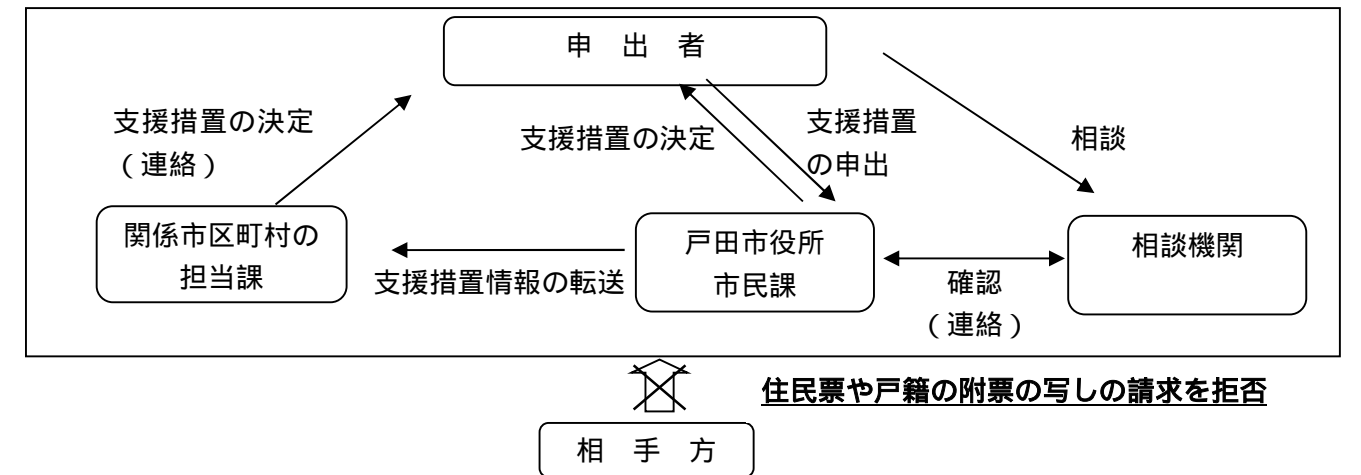 申 出 者
支援措置の決定
（連絡）
支援措置の決定
支援措置
の申出
相談
関係市区町村の
担当課
支援措置情報の転送
戸田市役所
市民課
確認
（連絡）
相談機関
住民票や戸籍の附票の写しの請求を拒否
相 手 方